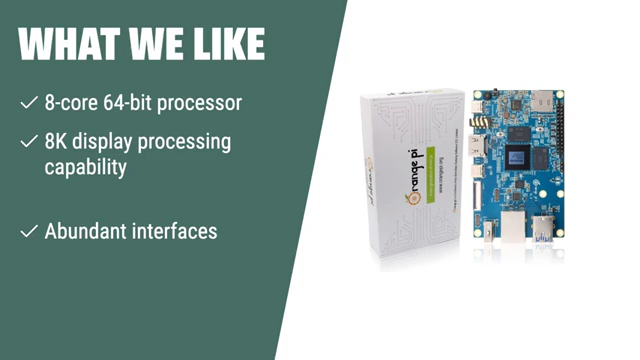 WHAT WE LIKE
8-core 64-bit processor
8K display processing
capability
Abundant interfaces
range pi